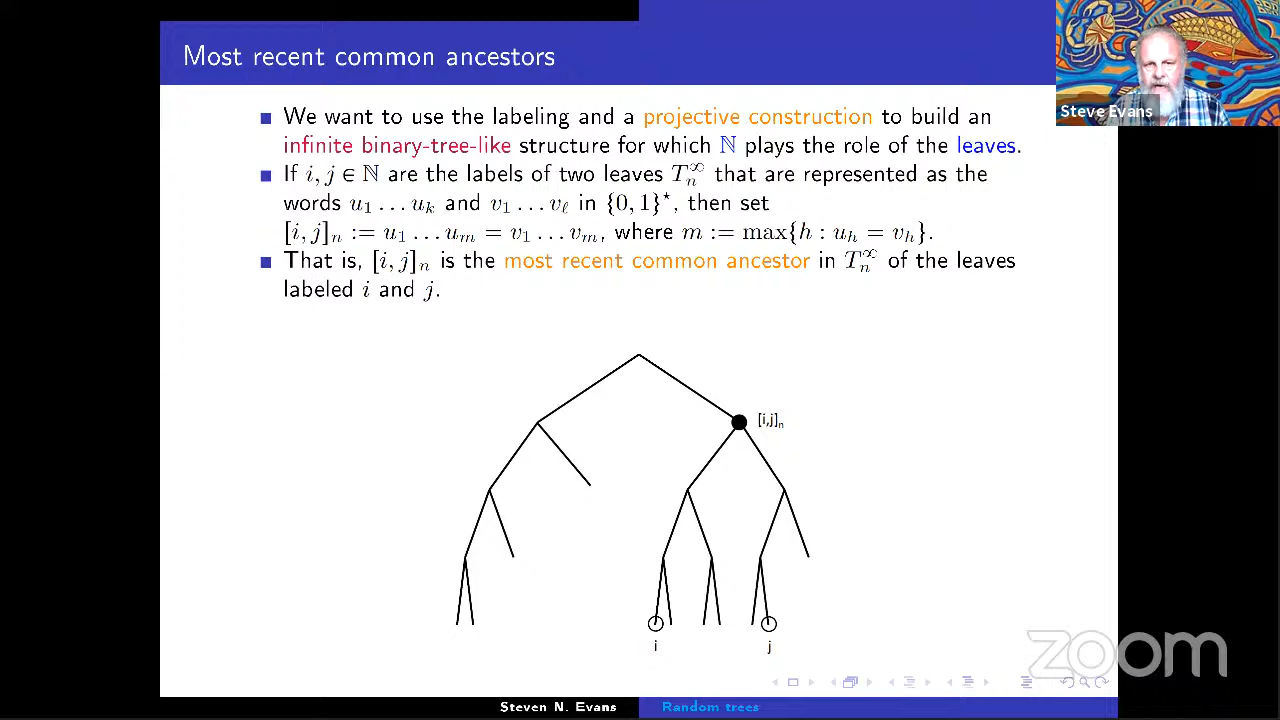 Most recent common ancestors
Steve Evans
We want to use the labeling and a projective construction to build an
infinite binary-tree-like structure for which ℕ plays the role of the leaves.
If i, j ∈ ℕ are the labels of two leaves T_n^∞ that are represented as the
words u₁ … u_k and v₁ … v_ℓ in {0, 1}*, then set
[i, j]_n := u₁ … u_m = v₁ … v_m, where m := max{h : u_h = v_h}.
That is, [i, j]_n is the most recent common ancestor in T_n^∞ of the leaves
labeled i and j.
[i,j]_n
i
j
zoom
Steven N. Evans
Random trees